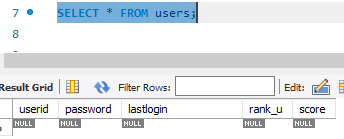 7 SELECT * FROM users;
8
Result Grid Filter Rows: Edit:
userid password lastlogin rank_u score
NULL NULL NULL NULL NULL